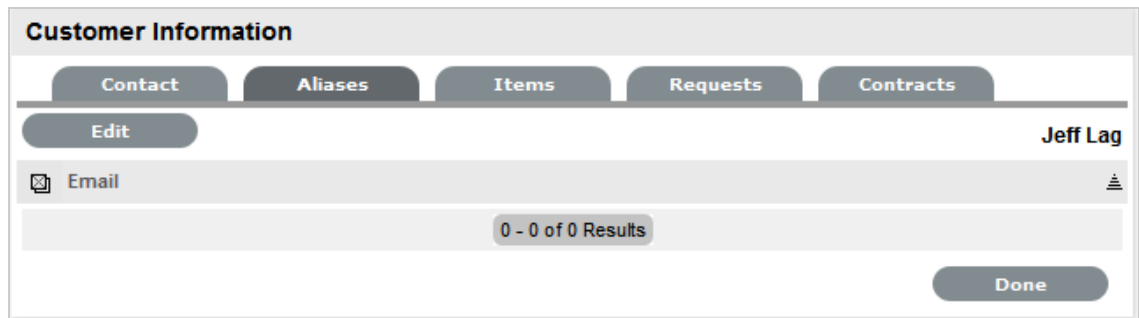 Customer Information
Contact Aliases Items Requests Contracts
Edit Jeff Lag
Email
0 - 0 of 0 Results
Done